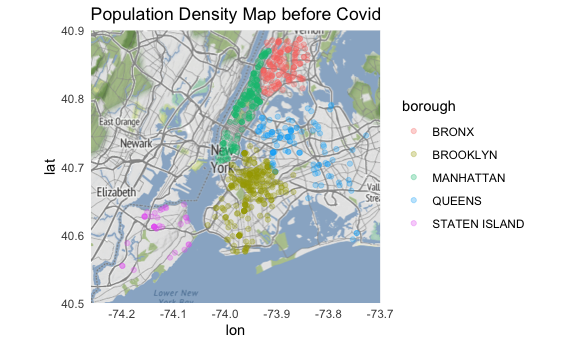 Population Density Map before Covid
40.9
40.8
40.7
40.6
40.5
lat
Vernon
East Orange
Newark
New
York
Elizabeth
Vall
Strea
Lower New
York Bay
-74.2
-74.1
-74.0
-73.9
-73.8
-73.7
lon
borough
BRONX
BROOKLYN
MANHATTAN
QUEENS
STATEN ISLAND